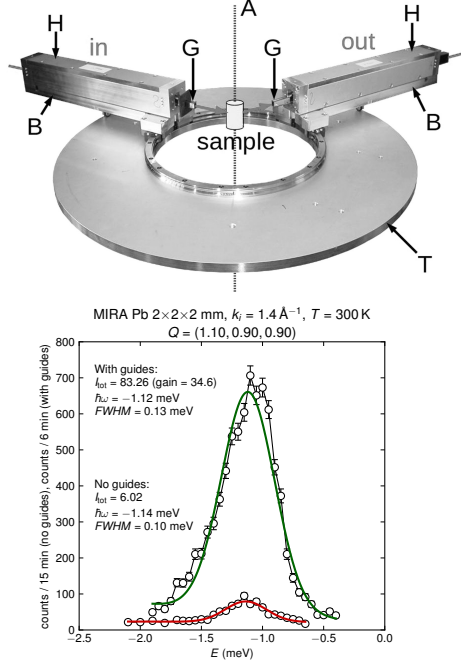 A
H
H
in
G
G
out
B
B
sample
T
MIRA Pb 2×2×2 mm, kᵢ = 1.4 Å⁻¹, T = 300 K
Q = (1.10, 0.90, 0.90)
counts / 15 min (no guides), counts / 6 min (with guides)
800
700
600
500
400
300
200
100
0
With guides:
Iₜₒₜ = 83.26 (gain = 34.6)
ħω = −1.12 meV
FWHM = 0.13 meV
No guides:
Iₜₒₜ = 6.02
ħω = −1.14 meV
FWHM = 0.10 meV
−2.5 −2.0 −1.5 −1.0 −0.5 0.0
E (meV)